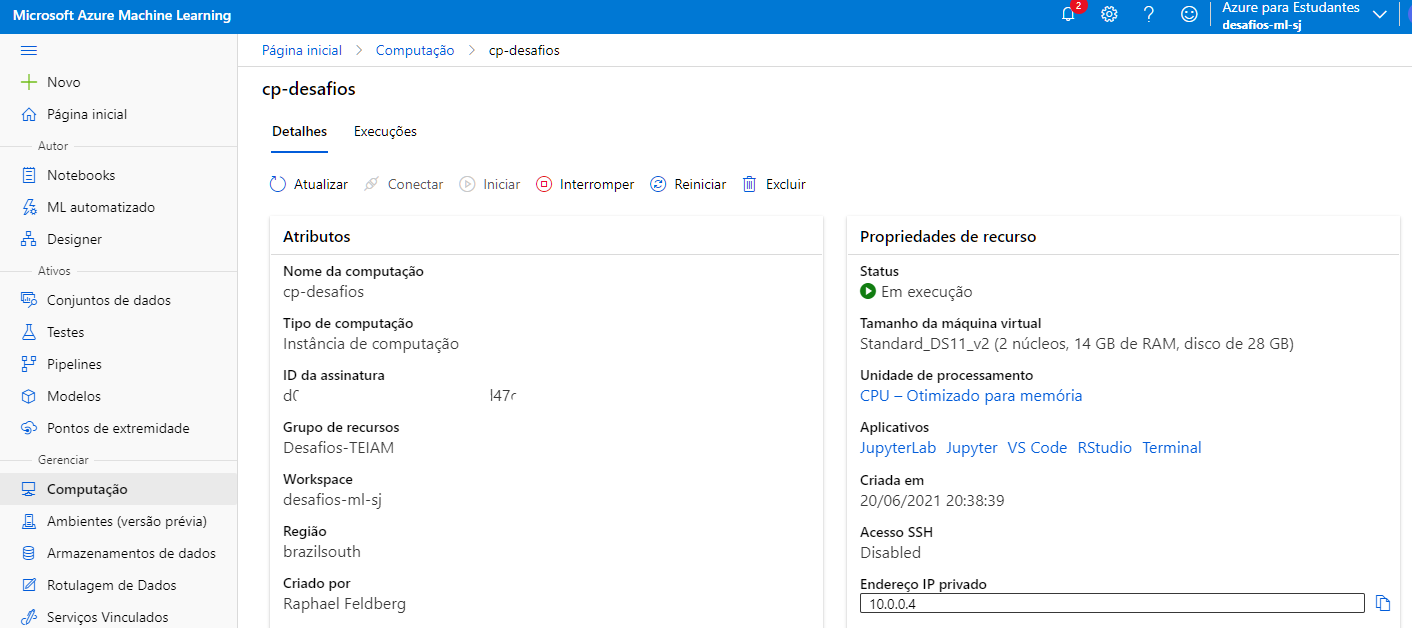 Microsoft Azure Machine Learning
2
Azure para Estudantes
desafios-ml-sj
Novo
Página inicial
Autor
Notebooks
ML automatizado
Designer
Ativos
Conjuntos de dados
Testes
Pipelines
Modelos
Pontos de extremidade
Gerenciar
Computação
Ambientes (versão prévia)
Armazenamentos de dados
Rotulagem de Dados
Serviços Vinculados
Página inicial > Computação > cp-desafios
cp-desafios
Detalhes Execuções
Atualizar Conectar Iniciar Interromper Reiniciar Excluir
Atributos
Nome da computação
cp-desafios
Tipo de computação
Instância de computação
ID da assinatura
Grupo de recursos
Desafios-TEIAM
Workspace
desafios-ml-sj
Região
brazilsouth
Criado por
Raphael Feldberg
Propriedades de recurso
Status
Em execução
Tamanho da máquina virtual
Standard_DS11_v2 (2 núcleos, 14 GB de RAM, disco de 28 GB)
Unidade de processamento
CPU – Otimizado para memória
Aplicativos
JupyterLab Jupyter VS Code RStudio Terminal
Criada em
20/06/2021 20:38:39
Acesso SSH
Disabled
Endereço IP privado
10.0.0.4